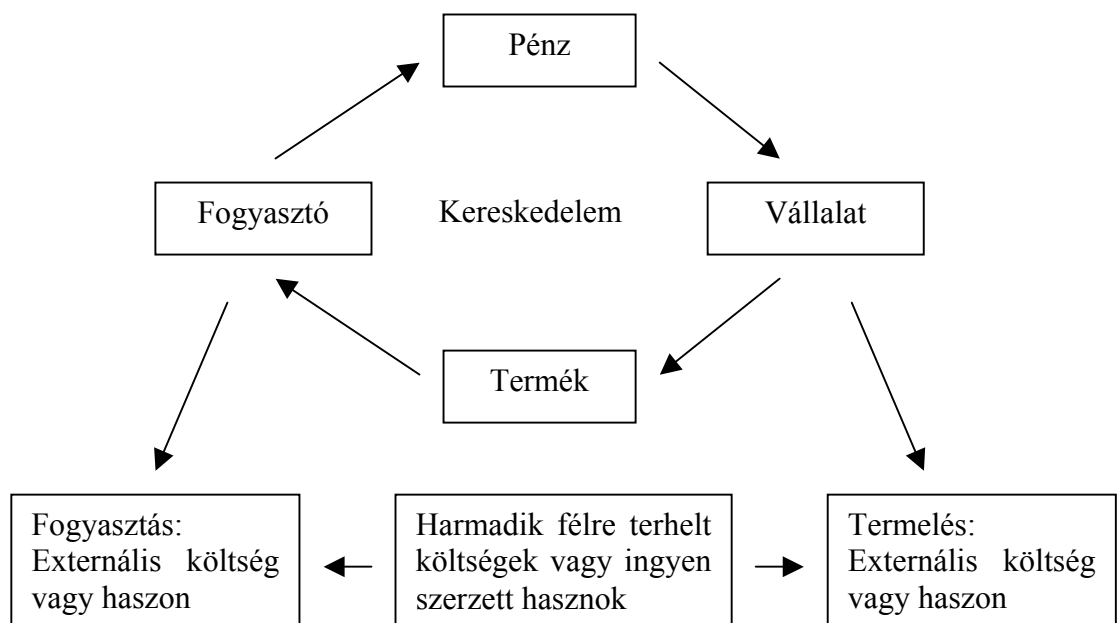 Pénz
Fogyasztó
Kereskedelem
Vállalat
Termék
Fogyasztás:
Externális költség
vagy haszon
Harmadik félre terhelt
költségek vagy ingyen
szerzett hasznok
Termelés:
Externális költség
vagy haszon